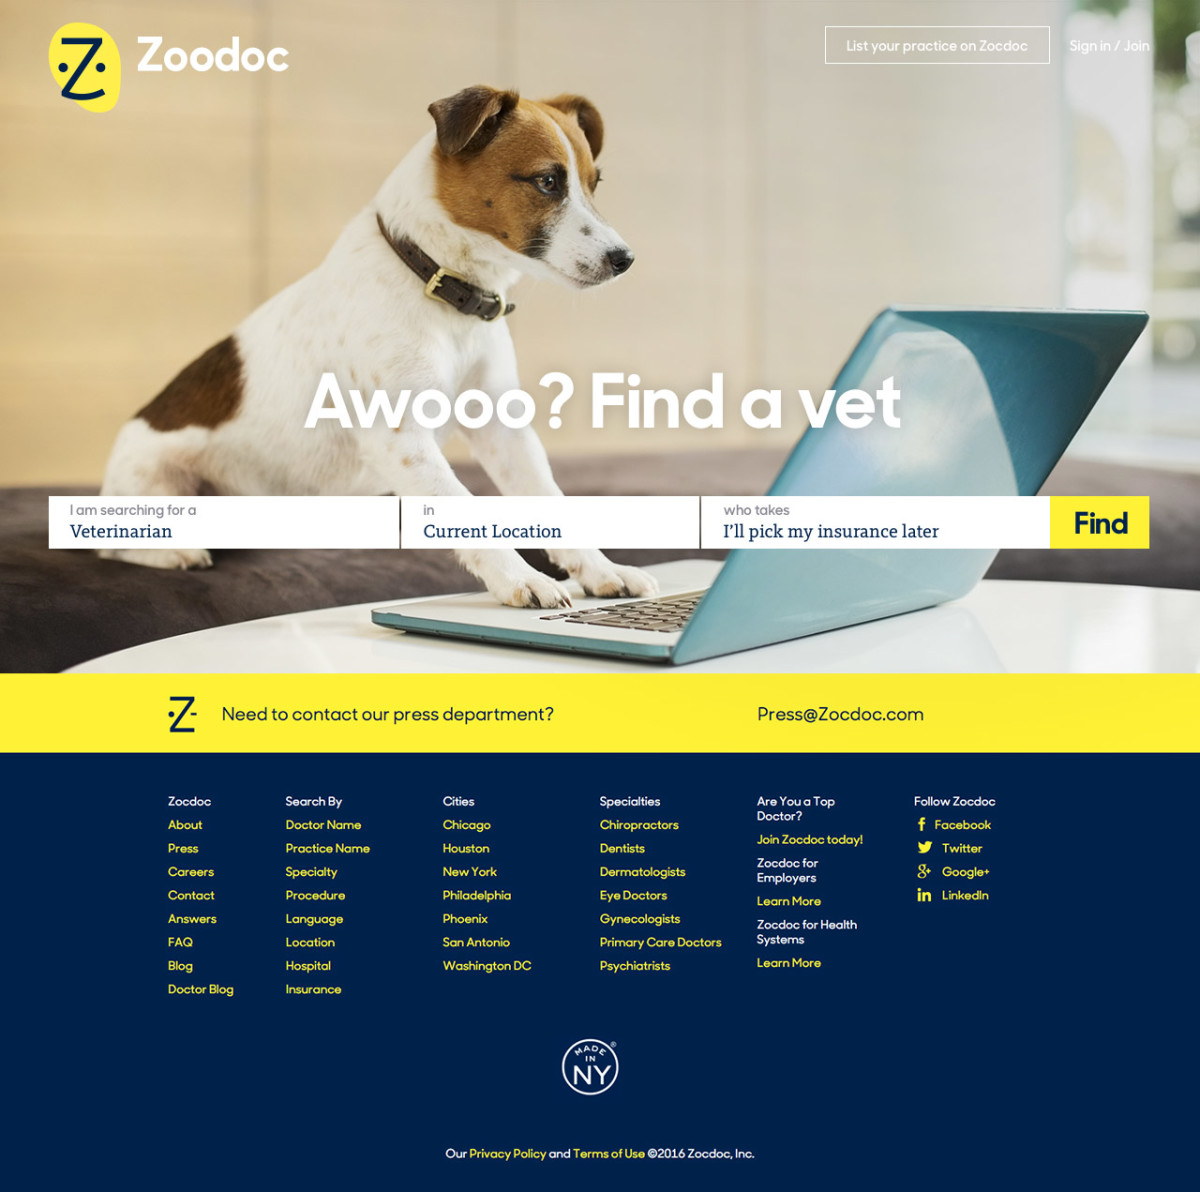 Zoodoc
List your practice on Zocdoc
Sign in / Join
Awooo? Find a vet
I am searching for a
Veterinarian
in
Current Location
who takes
I'll pick my insurance later
Find
Need to contact our press department?
Press@Zocdoc.com
Zocdoc
About
Press
Careers
Contact
Answers
FAQ
Blog
Doctor Blog
Search By
Doctor Name
Practice Name
Specialty
Procedure
Language
Location
Hospital
Insurance
Cities
Chicago
Houston
New York
Philadelphia
Phoenix
San Antonio
Washington DC
Specialties
Chiropractors
Dentists
Dermatologists
Eye Doctors
Gynecologists
Primary Care Doctors
Psychiatrists
Are You a Top
Doctor?
Join Zocdoc today!
Zocdoc for
Employers
Learn More
Zocdoc for Health
Systems
Learn More
Follow Zocdoc
Facebook
Twitter
Google+
LinkedIn
MADE
IN
NY
Our Privacy Policy and Terms of Use ©2016 Zocdoc, Inc.